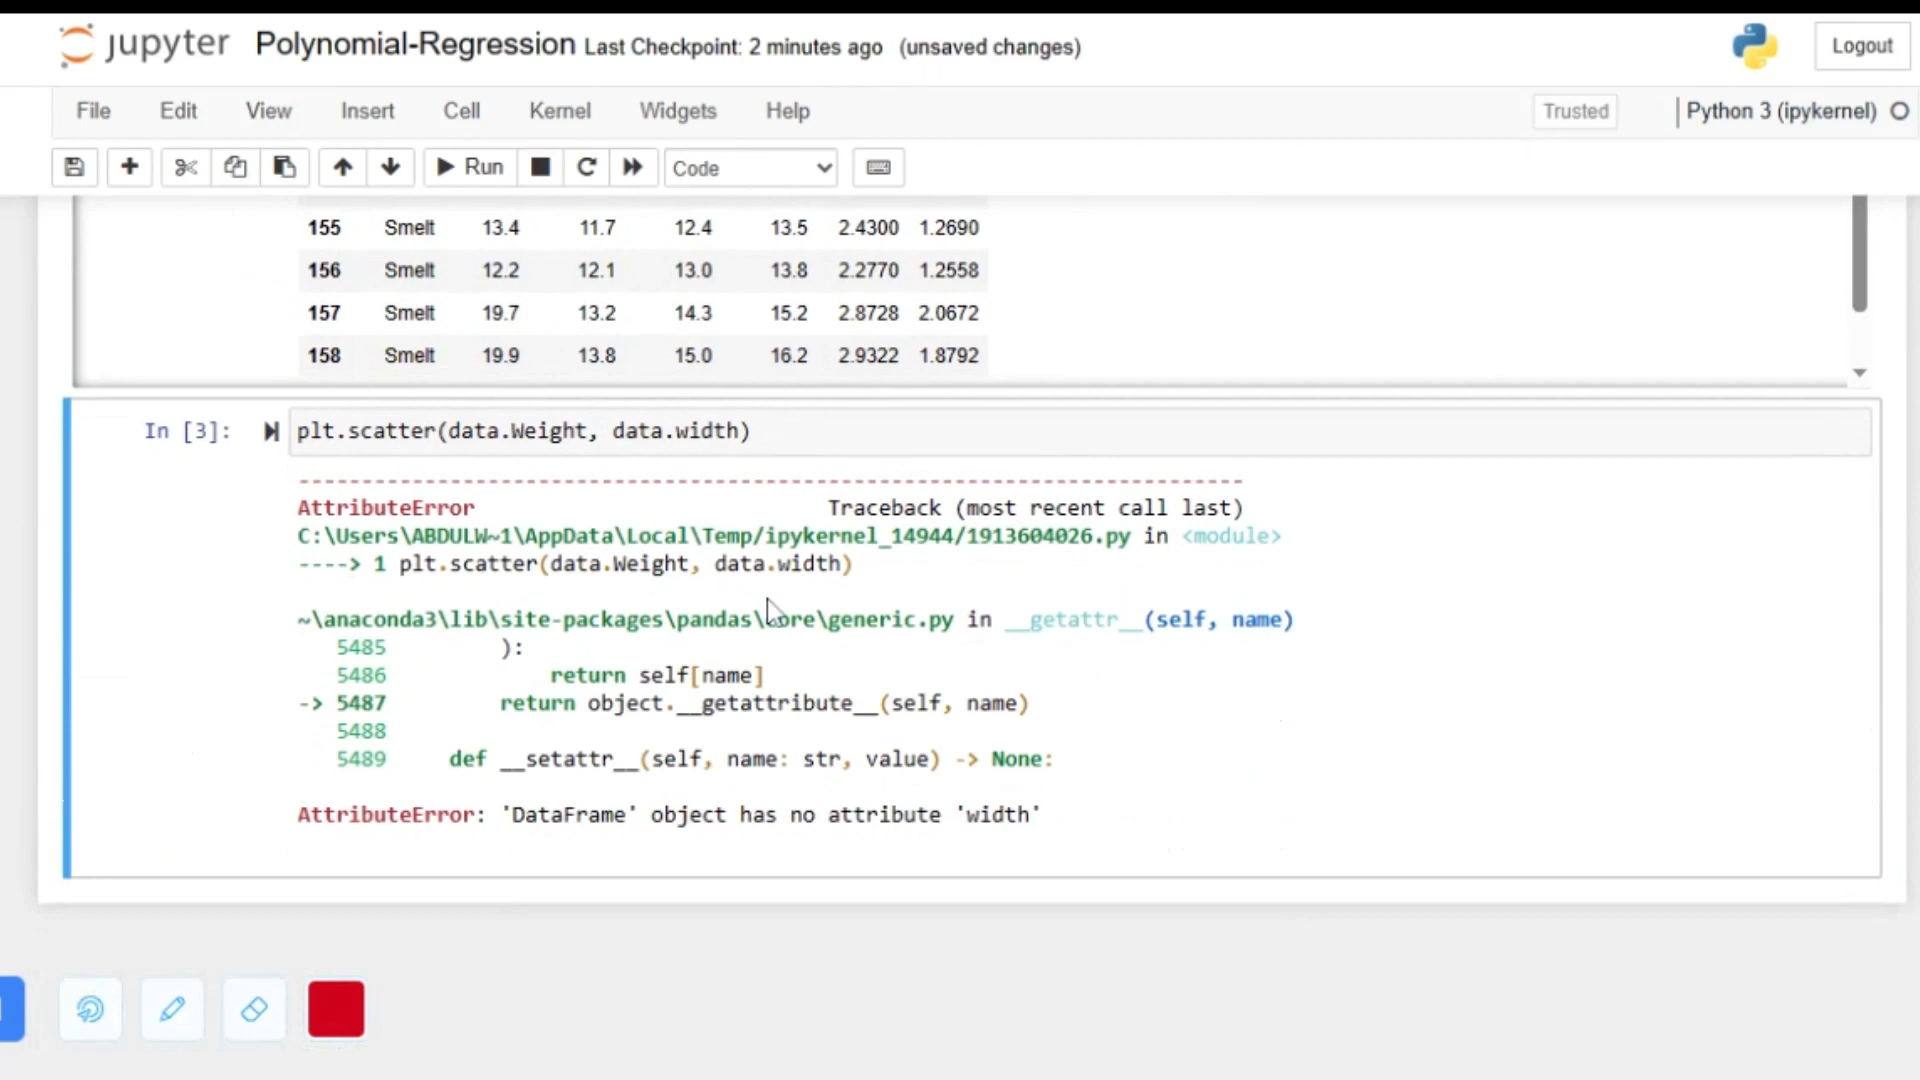 jupyter Polynomial-Regression Last Checkpoint: 2 minutes ago (unsaved changes) Logout
File Edit View Insert Cell Kernel Widgets Help Trusted Python 3 (ipykernel)
Run Code
155 Smelt 13.4 11.7 12.4 13.5 2.4300 1.2690
156 Smelt 12.2 12.1 13.0 13.8 2.2770 1.2558
157 Smelt 19.7 13.2 14.3 15.2 2.8728 2.0672
158 Smelt 19.9 13.8 15.0 16.2 2.9322 1.8792
In [3]: plt.scatter(data.Weight, data.width)
---------------------------------------------------------------------------
AttributeError Traceback (most recent call last)
C:\Users\ABDULW~1\AppData\Local\Temp/ipykernel_14944/1913604026.py in <module>
----> 1 plt.scatter(data.Weight, data.width)
~\anaconda3\lib\site-packages\pandas\core\generic.py in __getattr__(self, name)
5485 ):
5486 return self[name]
-> 5487 return object.__getattribute__(self, name)
5488
5489 def __setattr__(self, name: str, value) -> None:
AttributeError: 'DataFrame' object has no attribute 'width'